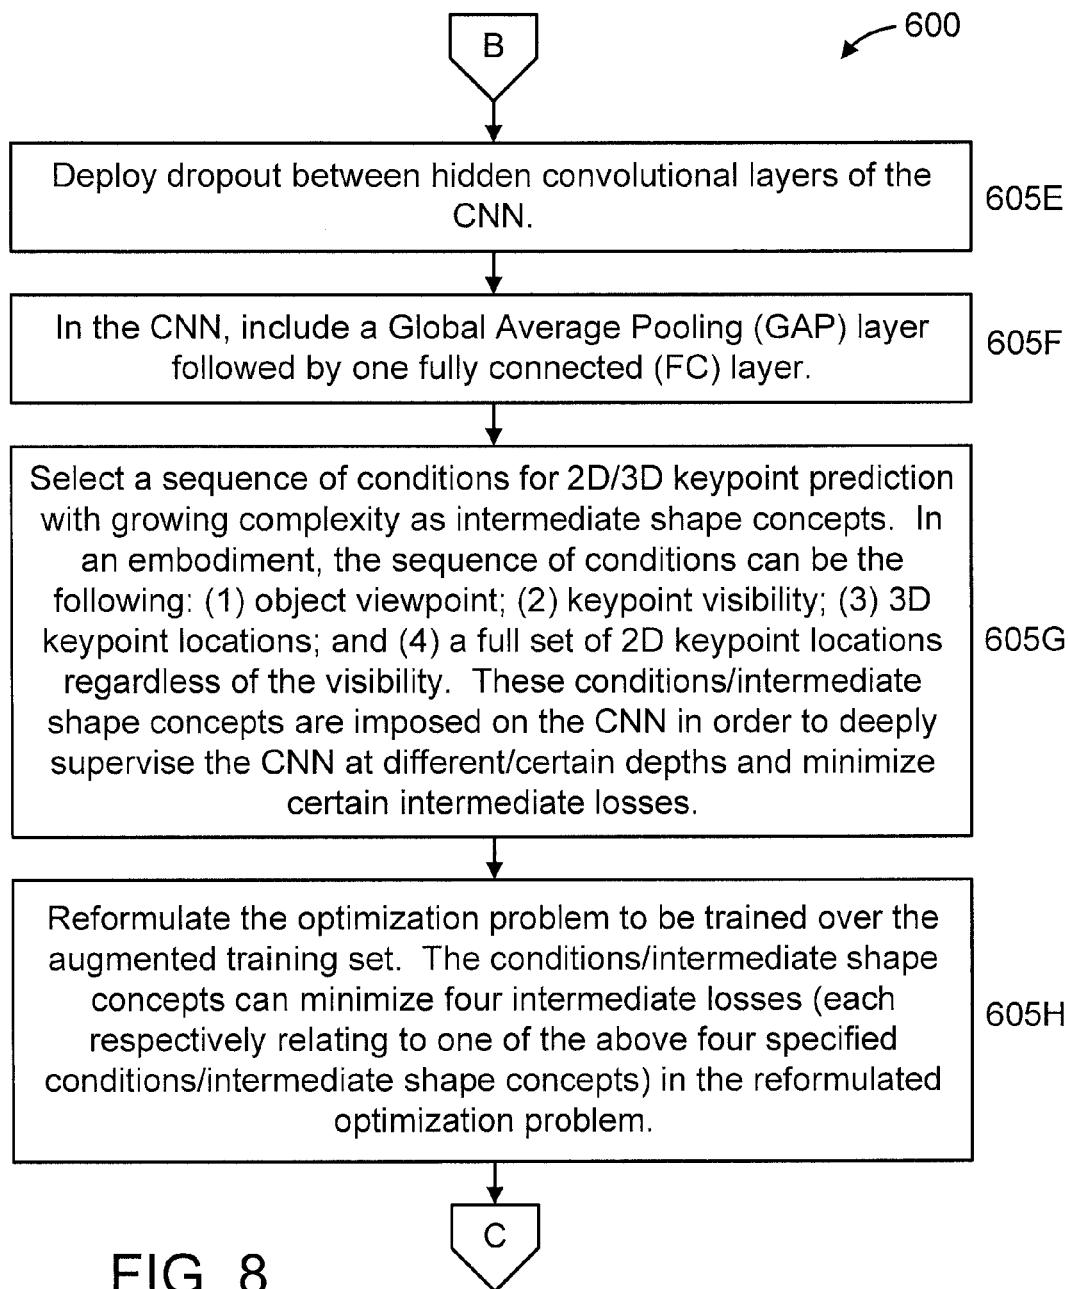 B
600
Deploy dropout between hidden convolutional layers of the
CNN.
605E
In the CNN, include a Global Average Pooling (GAP) layer
followed by one fully connected (FC) layer.
605F
Select a sequence of conditions for 2D/3D keypoint prediction
with growing complexity as intermediate shape concepts. In
an embodiment, the sequence of conditions can be the
following: (1) object viewpoint; (2) keypoint visibility; (3) 3D
keypoint locations; and (4) a full set of 2D keypoint locations
regardless of the visibility. These conditions/intermediate
shape concepts are imposed on the CNN in order to deeply
supervise the CNN at different/certain depths and minimize
certain intermediate losses.
605G
Reformulate the optimization problem to be trained over the
augmented training set. The conditions/intermediate shape
concepts can minimize four intermediate losses (each
respectively relating to one of the above four specified
conditions/intermediate shape concepts) in the reformulated
optimization problem.
605H
C
FIG. 8